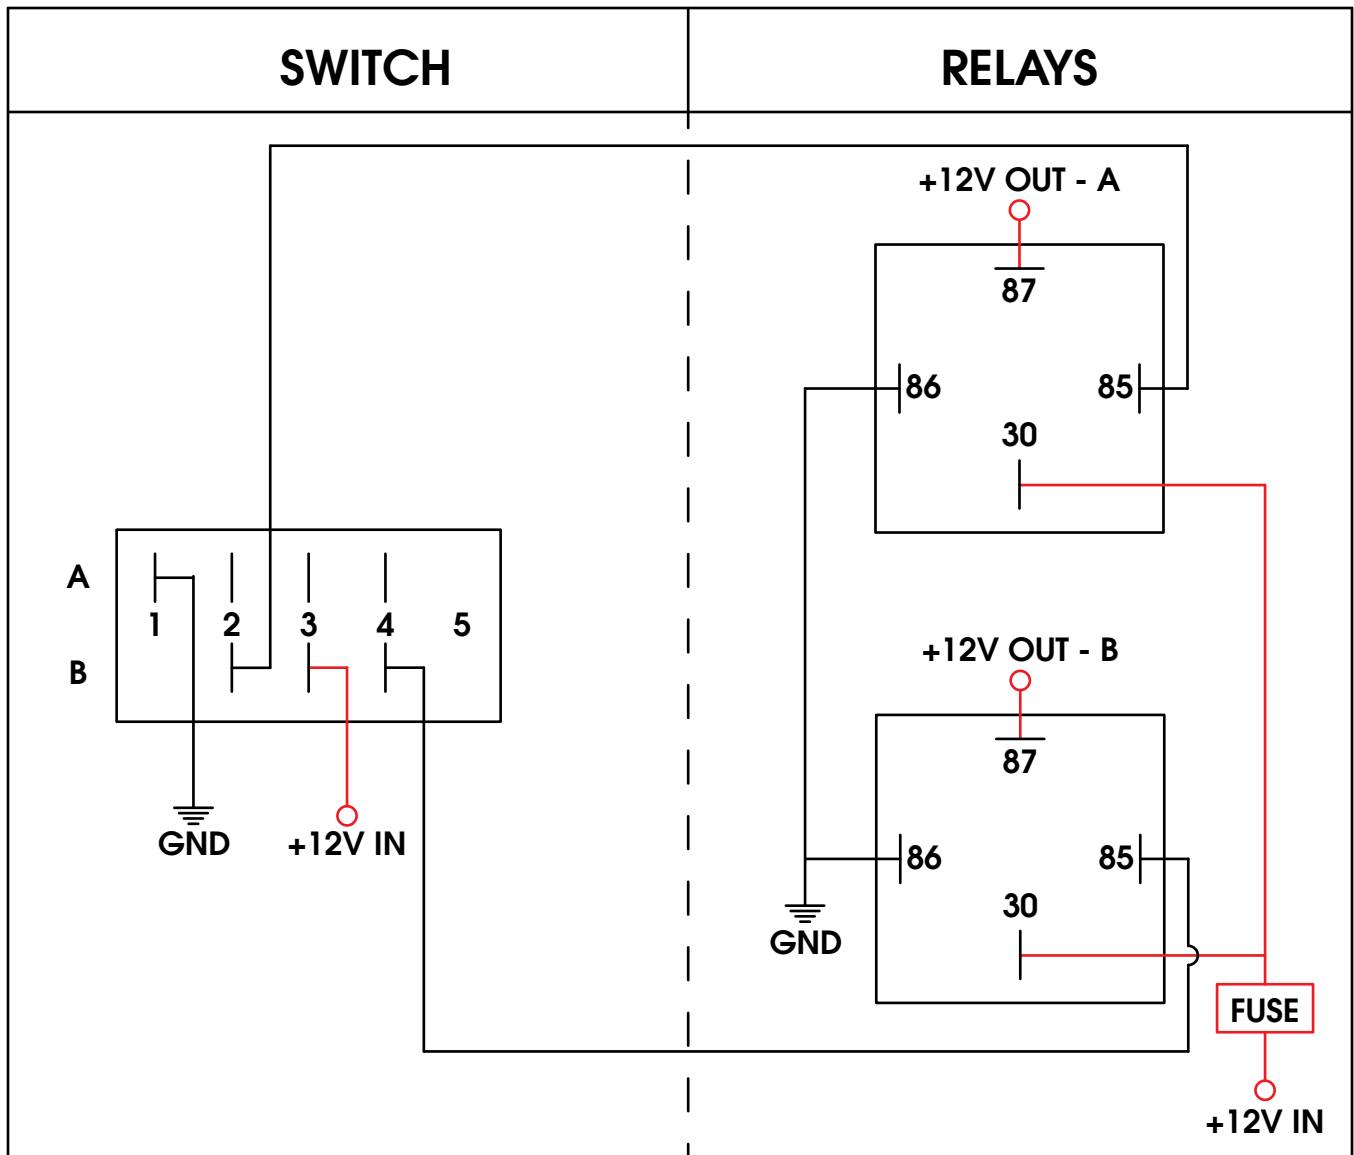 SWITCH
RELAYS
+12V OUT - A
87
86
85
30
A
1 2 3 4 5
B
GND
+12V IN
+12V OUT - B
87
86
85
30
GND
FUSE
+12V IN